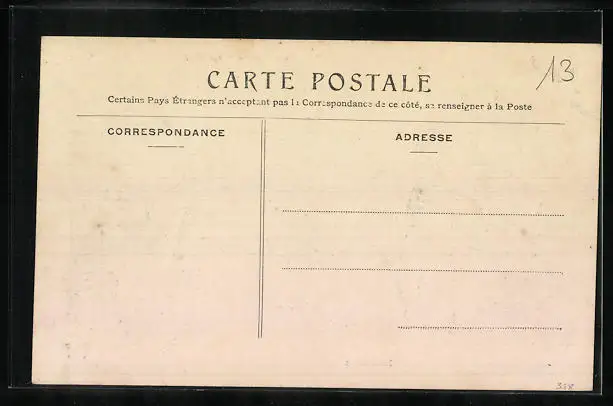 CARTE POSTALE
13
Certains Pays Étrangers n'acceptant pas la Correspondance de ce côté, se renseigner à la Poste
CORRESPONDANCE
ADRESSE
358